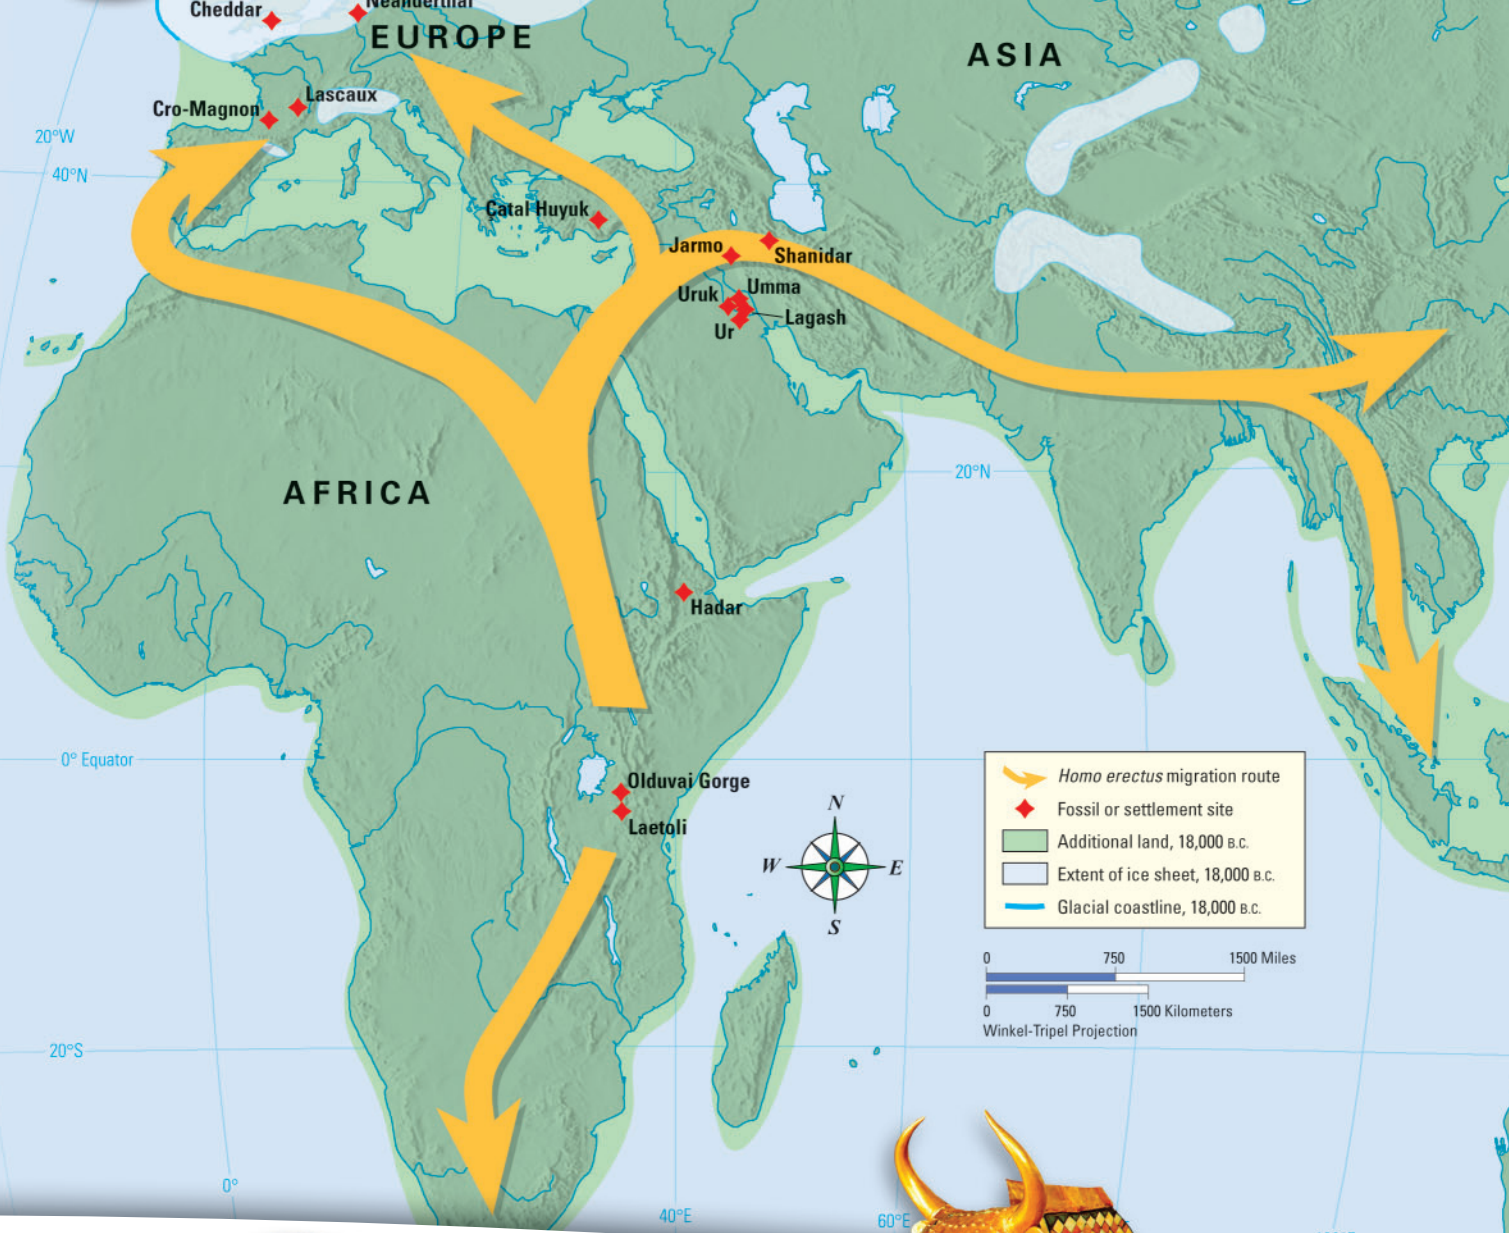 Cheddar
Neanderthal
EUROPE
ASIA
Lascaux
Cro-Magnon
20°W
40°N
Çatal Huyuk
Jarmo
Shanidar
Uruk
Umma
Lagash
Ur
AFRICA
20°N
Hadar
0° Equator
Olduvai Gorge
Laetoli
N
W
E
S
Homo erectus migration route
Fossil or settlement site
Additional land, 18,000 B.C.
Extent of ice sheet, 18,000 B.C.
Glacial coastline, 18,000 B.C.
0 750 1500 Miles
0 750 1500 Kilometers
Winkel-Tripel Projection
20°S
0°
40°E
60°E